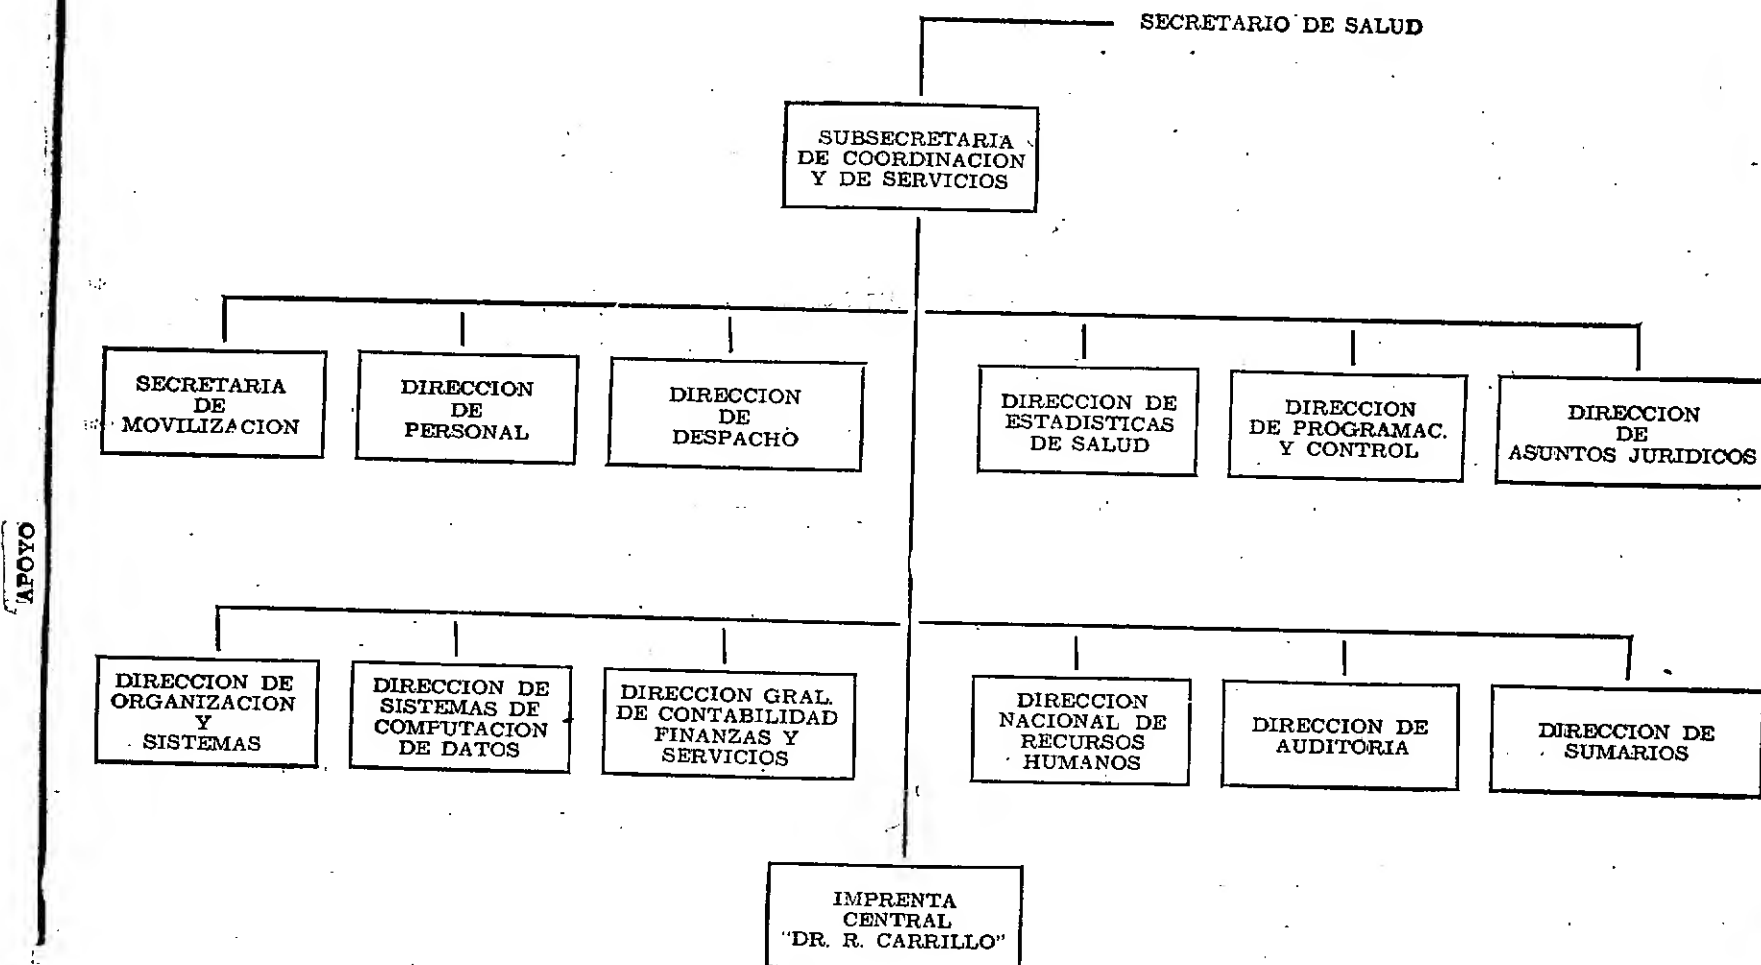 SECRETARIO DE SALUD
SUBSECRETARIA
DE COORDINACION
Y DE SERVICIOS
SECRETARIA
DE
MOVILIZACION
DIRECCION
DE
PERSONAL
DIRECCION
DE
DESPACHO
DIRECCION DE
ESTADISTICAS
DE SALUD
DIRECCION
DE PROGRAMAC.
Y CONTROL
DIRECCION
DE
ASUNTOS JURIDICOS
APOYO
DIRECCION DE
ORGANIZACION
Y
SISTEMAS
DIRECCION DE
SISTEMAS DE
COMPUTACION
DE DATOS
DIRECCION GRAL.
DE CONTABILIDAD
FINANZAS Y
SERVICIOS
DIRECCION
NACIONAL DE
RECURSOS
HUMANOS
DIRECCION DE
AUDITORIA
DIRECCION DE
SUMARIOS
IMPRENTA
CENTRAL
"DR. R. CARRILLO"